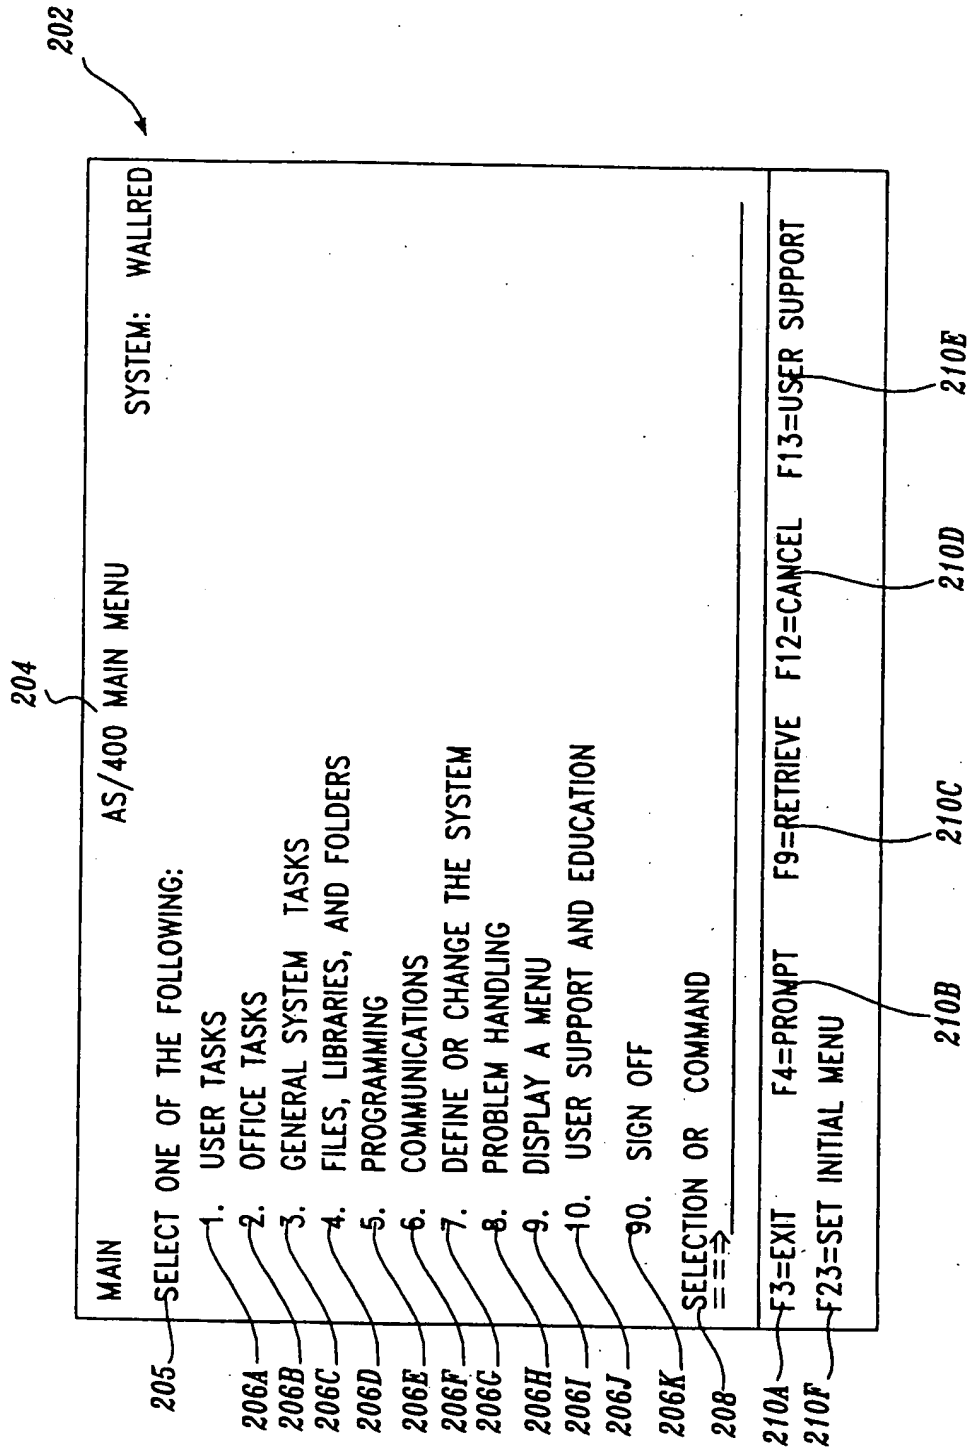 202
204
MAIN AS/400 MAIN MENU
SYSTEM: WALLRED
205 SELECT ONE OF THE FOLLOWING:
206A 1. USER TASKS
206B 2. OFFICE TASKS
206C 3. GENERAL SYSTEM TASKS
206D 4. FILES, LIBRARIES, AND FOLDERS
206E 5. PROGRAMMING
206F 6. COMMUNICATIONS
206G 7. DEFINE OR CHANGE THE SYSTEM
206H 8. PROBLEM HANDLING
206I 9. DISPLAY A MENU
206J 10. USER SUPPORT AND EDUCATION
206K 90. SIGN OFF
208 SELECTION OR COMMAND
===>
210A F3=EXIT F4=PROMPT F9=RETRIEVE F12=CANCEL F13=USER SUPPORT
210F F23=SET INITIAL MENU
210B 210C 210D 210E